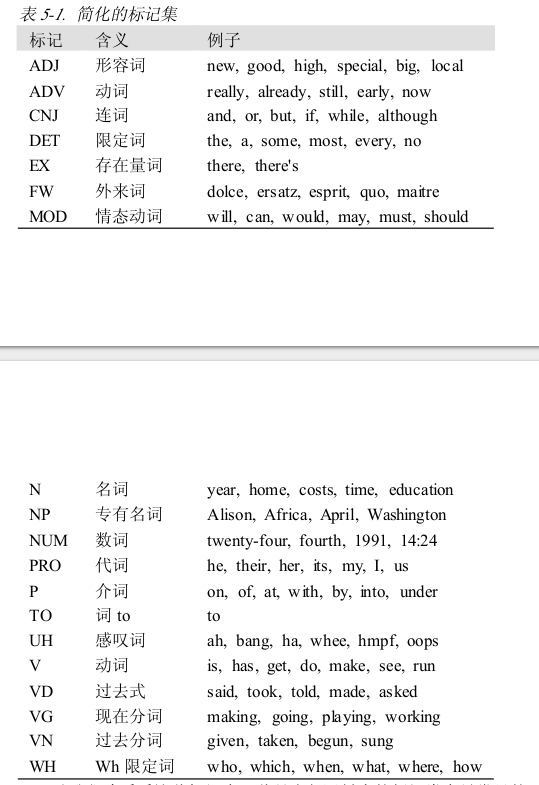 表 5-1. 简化的标记集
标记 含义 例子
ADJ 形容词 new, good, high, special, big, local
ADV 动词 really, already, still, early, now
CNJ 连词 and, or, but, if, while, although
DET 限定词 the, a, some, most, every, no
EX 存在量词 there, there's
FW 外来词 dolce, ersatz, esprit, quo, maitre
MOD 情态动词 will, can, would, may, must, should
N 名词 year, home, costs, time, education
NP 专有名词 Alison, Africa, April, Washington
NUM 数词 twenty-four, fourth, 1991, 14:24
PRO 代词 he, their, her, its, my, I, us
P 介词 on, of, at, with, by, into, under
TO 词 to to
UH 感叹词 ah, bang, ha, whee, hmpf, oops
V 动词 is, has, get, do, make, see, run
VD 过去式 said, took, told, made, asked
VG 现在分词 making, going, playing, working
VN 过去分词 given, taken, begun, sung
WH Wh 限定词 who, which, when, what, where, how